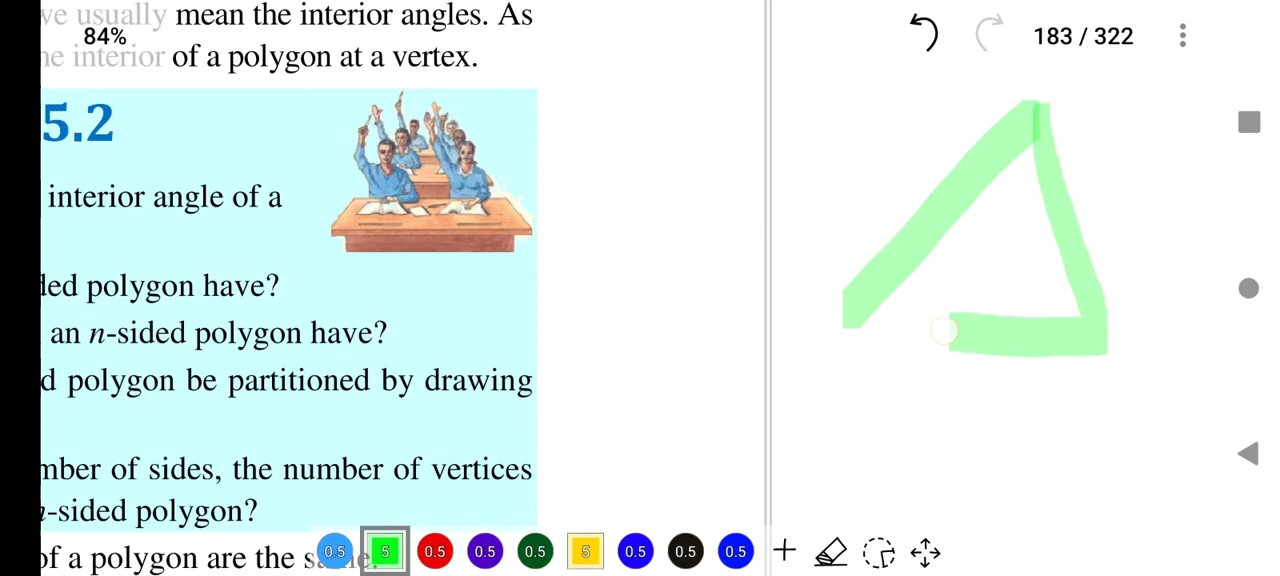 ve usually mean the interior angles. As
84%
183 / 322
he interior of a polygon at a vertex.
5.2
interior angle of a
ded polygon have?
an n-sided polygon have?
d polygon be partitioned by drawing
mber of sides, the number of vertices
n-sided polygon?
of a polygon are the same.
0.5 5 0.5 0.5 0.5 5 0.5 0.5 0.5